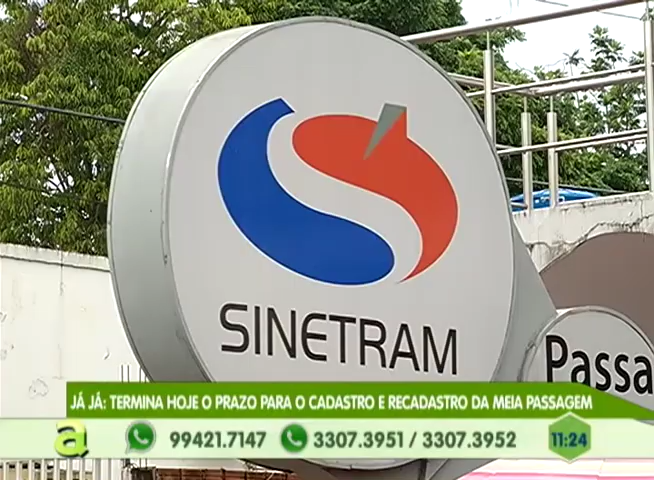 SINETRAM
Passa
JÁ JÁ: TERMINA HOJE O PRAZO PARA O CADASTRO E RECADASTRO DA MEIA PASSAGEM
a 99421.7147 3307.3951 / 3307.3952 11:24